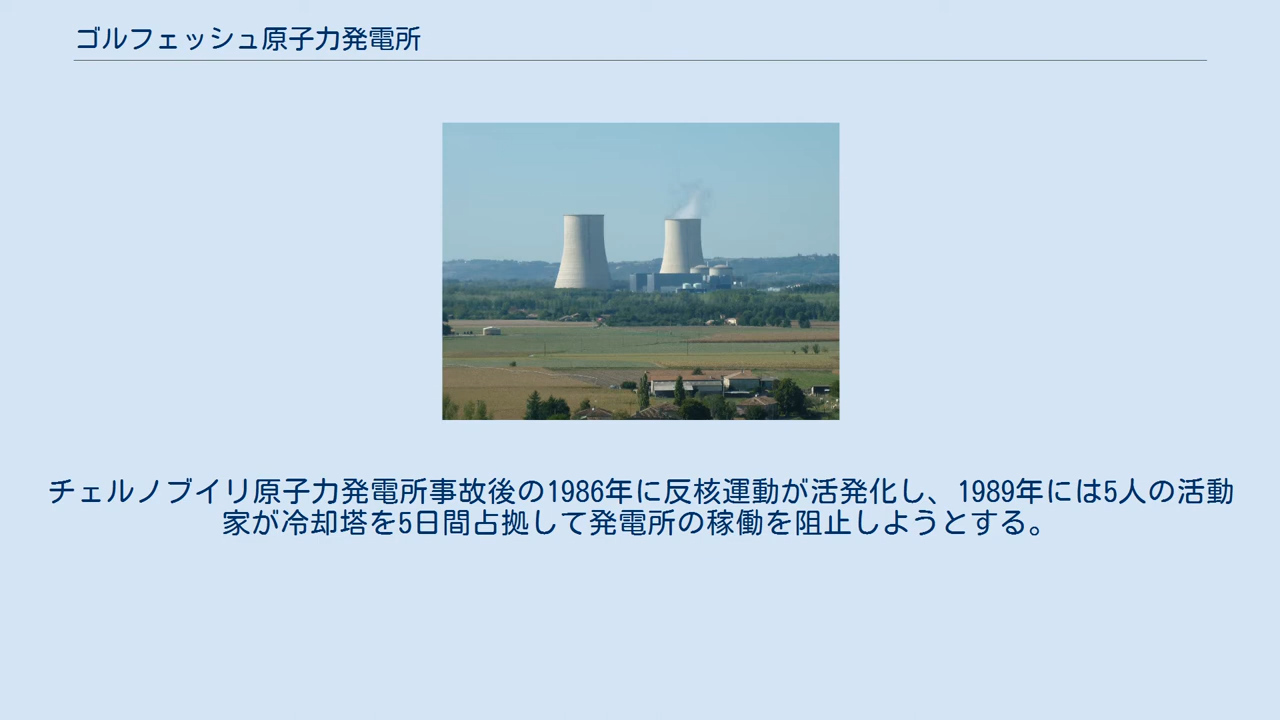 ゴルフェッシュ原子力発電所
チェルノブイリ原子力発電所事故後の1986年に反核運動が活発化し、1989年には5人の活動
家が冷却塔を5日間占拠して発電所の稼働を阻止しようとする。